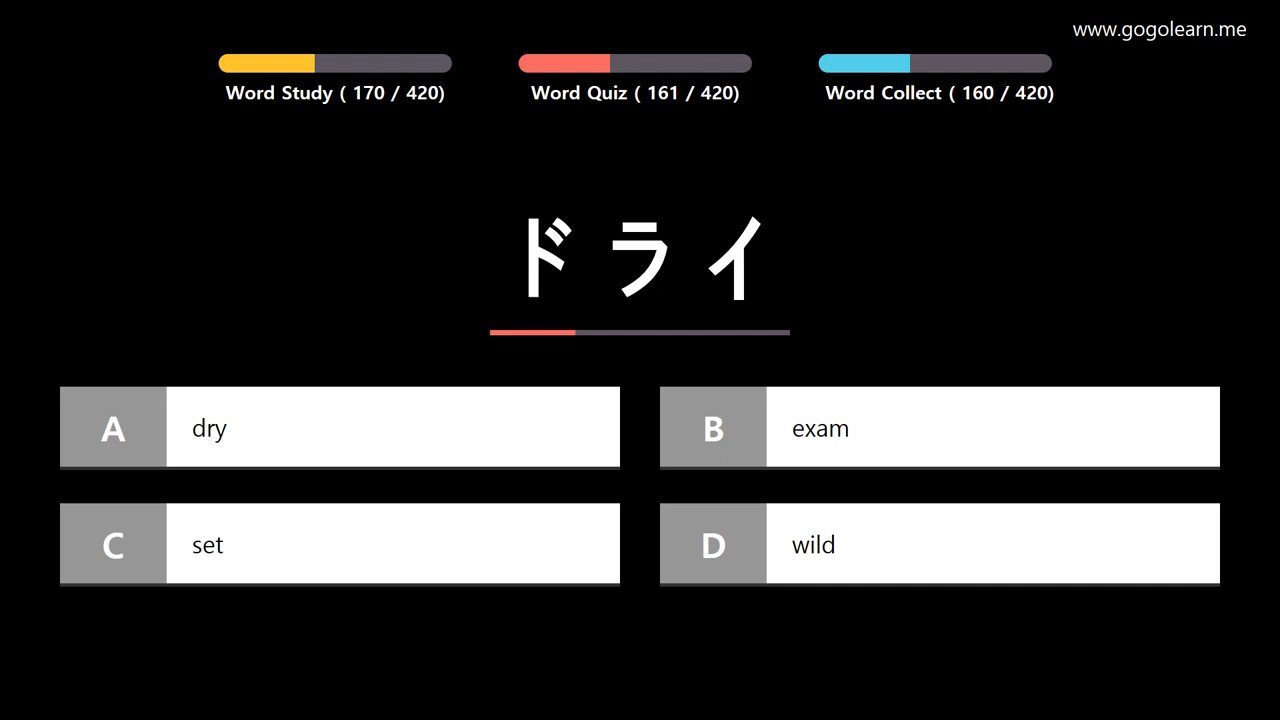 www.gogolearn.me
Word Study ( 170 / 420)
Word Quiz ( 161 / 420)
Word Collect ( 160 / 420)
ドライ
A dry
B exam
C set
D wild